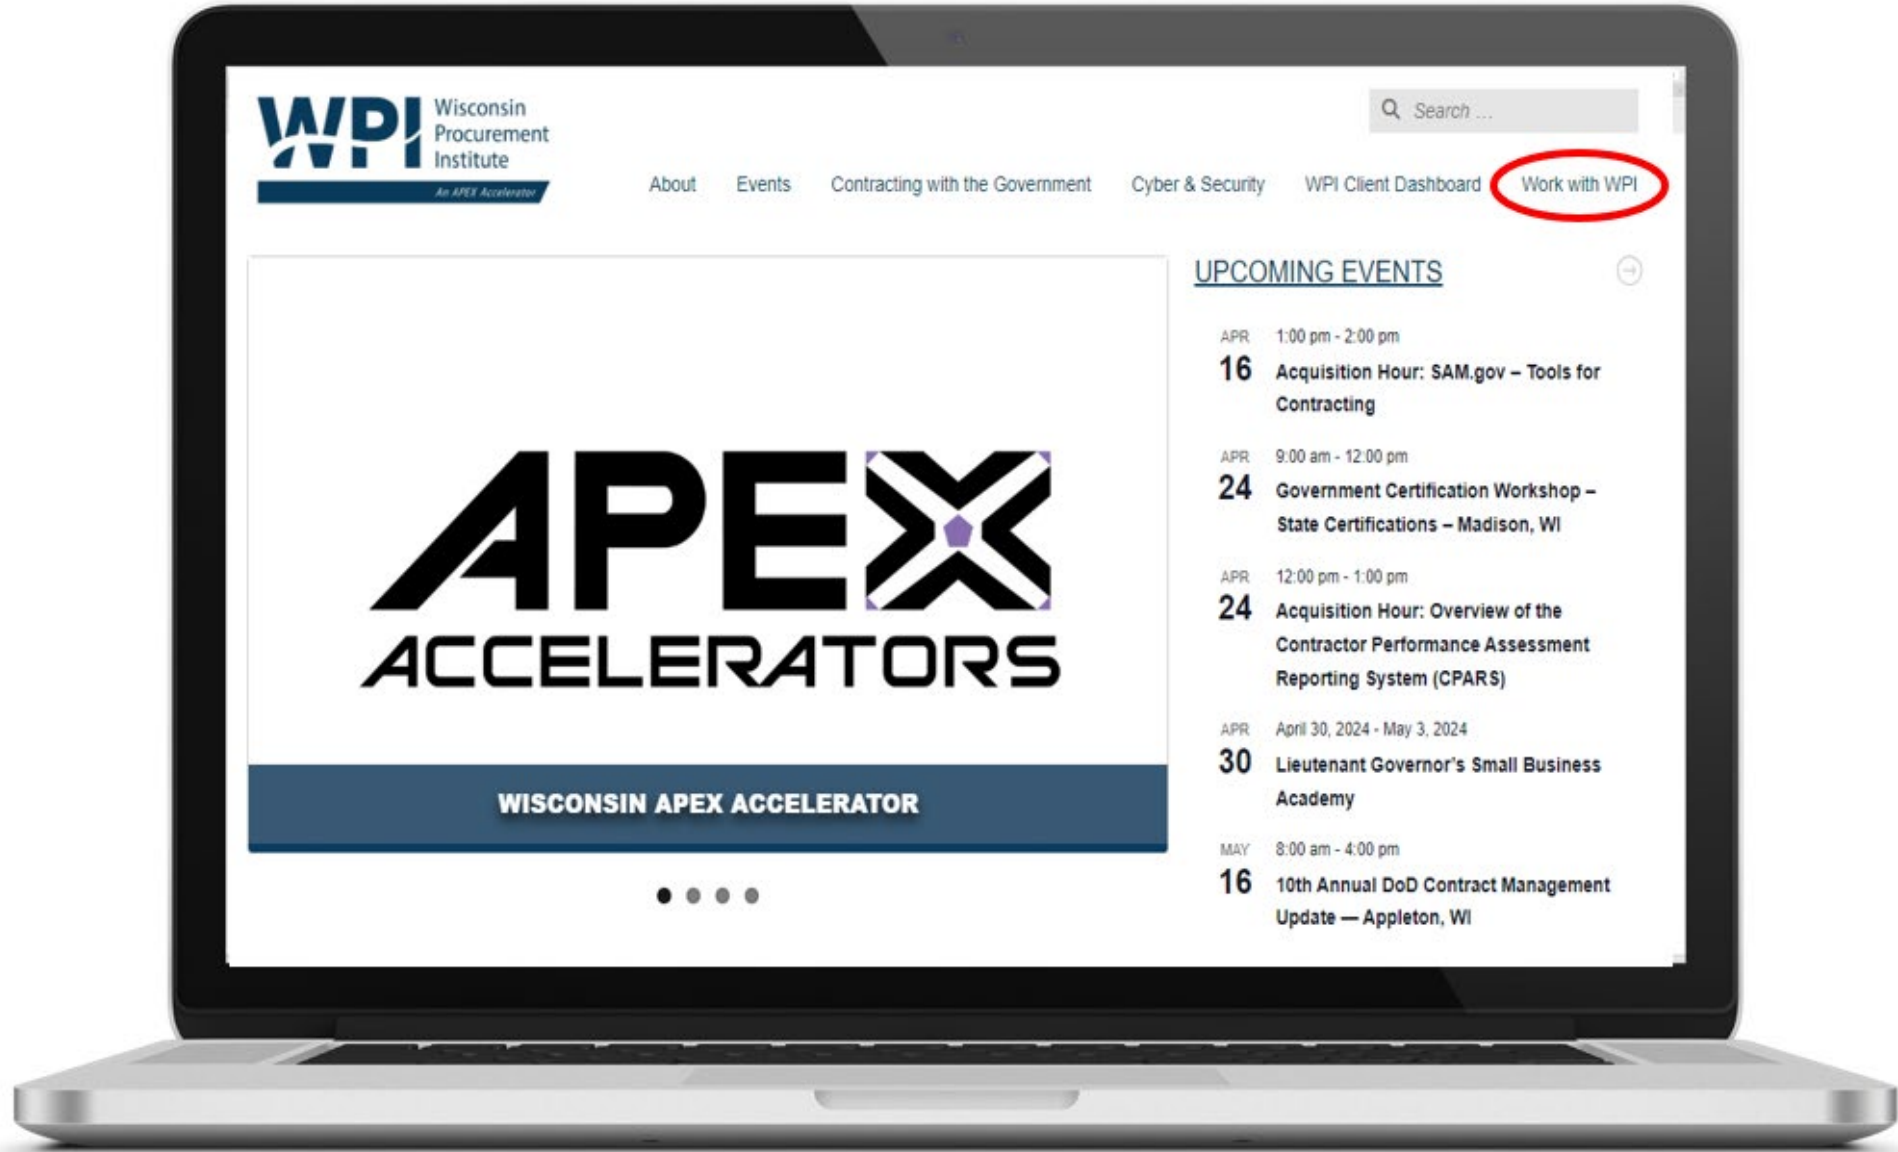 WPI
Wisconsin
Procurement
Institute
An APEX Accelerator
Search ...
About Events Contracting with the Government Cyber & Security WPI Client Dashboard Work with WPI
APEX
ACCELERATORS
WISCONSIN APEX ACCELERATOR
UPCOMING EVENTS
APR 1:00 pm - 2:00 pm
16 Acquisition Hour: SAM.gov – Tools for
Contracting
APR 9:00 am - 12:00 pm
24 Government Certification Workshop –
State Certifications – Madison, WI
APR 12:00 pm - 1:00 pm
24 Acquisition Hour: Overview of the
Contractor Performance Assessment
Reporting System (CPARS)
APR April 30, 2024 - May 3, 2024
30 Lieutenant Governor's Small Business
Academy
MAY 8:00 am - 4:00 pm
16 10th Annual DoD Contract Management
Update — Appleton, WI